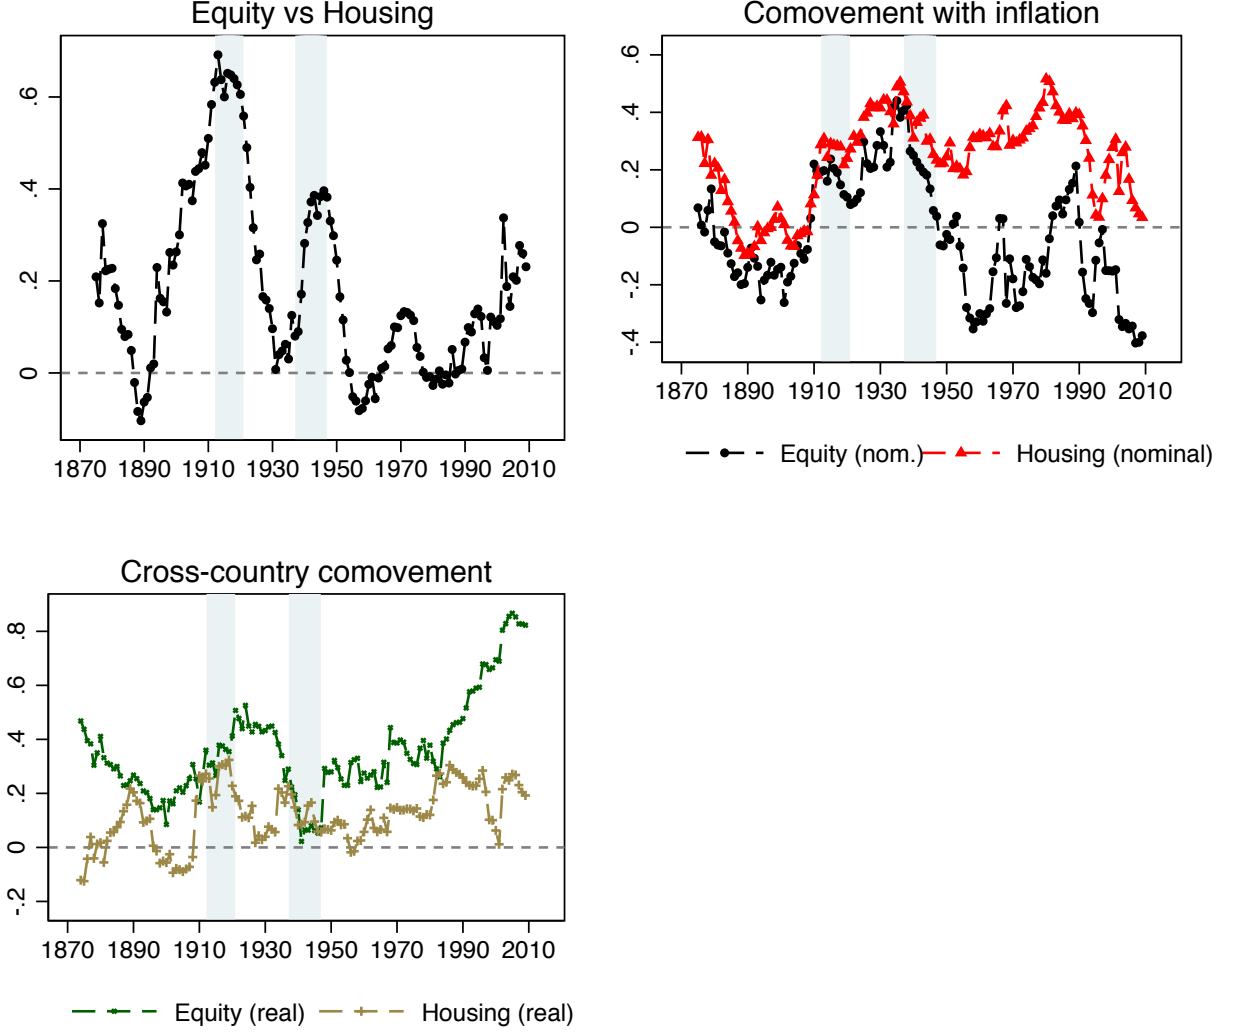 Equity vs Housing
.6
.4
.2
0
1870 1890 1910 1930 1950 1970 1990 2010
Comovement with inflation
.6
.4
.2
0
-.2
-.4
1870 1890 1910 1930 1950 1970 1990 2010
Equity (nom.) Housing (nominal)
Cross-country comovement
.8
.6
.4
.2
0
-.2
1870 1890 1910 1930 1950 1970 1990 2010
Equity (real) Housing (real)